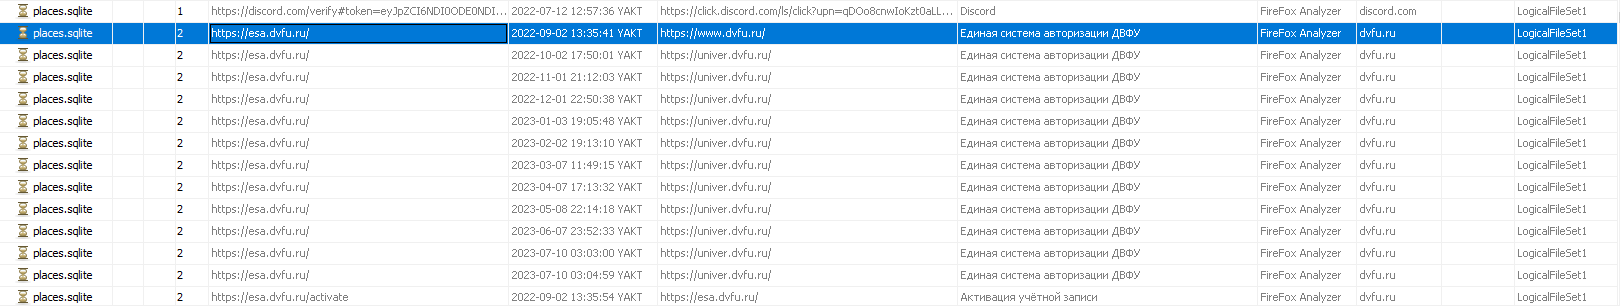 places.sqlite 1 https://discord.com/verify#token=eyJpZCI6NDI0ODE0NDI... 2022-07-12 12:57:36 YAKT https://click.discord.com/ls/click?upn=qDOo8cnwIoKzt0aLL... Discord FireFox Analyzer discord.com LogicalFileSet1
places.sqlite 2 https://esa.dvfu.ru/ 2022-09-02 13:35:41 YAKT https://www.dvfu.ru/ Единая система авторизации ДВФУ FireFox Analyzer dvfu.ru LogicalFileSet1
places.sqlite 2 https://esa.dvfu.ru/ 2022-10-02 17:50:01 YAKT https://univer.dvfu.ru/ Единая система авторизации ДВФУ FireFox Analyzer dvfu.ru LogicalFileSet1
places.sqlite 2 https://esa.dvfu.ru/ 2022-11-01 21:12:03 YAKT https://univer.dvfu.ru/ Единая система авторизации ДВФУ FireFox Analyzer dvfu.ru LogicalFileSet1
places.sqlite 2 https://esa.dvfu.ru/ 2022-12-01 22:50:38 YAKT https://univer.dvfu.ru/ Единая система авторизации ДВФУ FireFox Analyzer dvfu.ru LogicalFileSet1
places.sqlite 2 https://esa.dvfu.ru/ 2023-01-03 19:05:48 YAKT https://univer.dvfu.ru/ Единая система авторизации ДВФУ FireFox Analyzer dvfu.ru LogicalFileSet1
places.sqlite 2 https://esa.dvfu.ru/ 2023-02-02 19:13:10 YAKT https://univer.dvfu.ru/ Единая система авторизации ДВФУ FireFox Analyzer dvfu.ru LogicalFileSet1
places.sqlite 2 https://esa.dvfu.ru/ 2023-03-07 11:49:15 YAKT https://univer.dvfu.ru/ Единая система авторизации ДВФУ FireFox Analyzer dvfu.ru LogicalFileSet1
places.sqlite 2 https://esa.dvfu.ru/ 2023-04-07 17:13:32 YAKT https://univer.dvfu.ru/ Единая система авторизации ДВФУ FireFox Analyzer dvfu.ru LogicalFileSet1
places.sqlite 2 https://esa.dvfu.ru/ 2023-05-08 22:14:18 YAKT https://univer.dvfu.ru/ Единая система авторизации ДВФУ FireFox Analyzer dvfu.ru LogicalFileSet1
places.sqlite 2 https://esa.dvfu.ru/ 2023-06-07 23:52:33 YAKT https://univer.dvfu.ru/ Единая система авторизации ДВФУ FireFox Analyzer dvfu.ru LogicalFileSet1
places.sqlite 2 https://esa.dvfu.ru/ 2023-07-10 03:03:00 YAKT https://univer.dvfu.ru/ Единая система авторизации ДВФУ FireFox Analyzer dvfu.ru LogicalFileSet1
places.sqlite 2 https://esa.dvfu.ru/ 2023-07-10 03:04:59 YAKT https://univer.dvfu.ru/ Единая система авторизации ДВФУ FireFox Analyzer dvfu.ru LogicalFileSet1
places.sqlite 2 https://esa.dvfu.ru/activate 2022-09-02 13:35:54 YAKT https://esa.dvfu.ru/ Активация учётной записи FireFox Analyzer dvfu.ru LogicalFileSet1